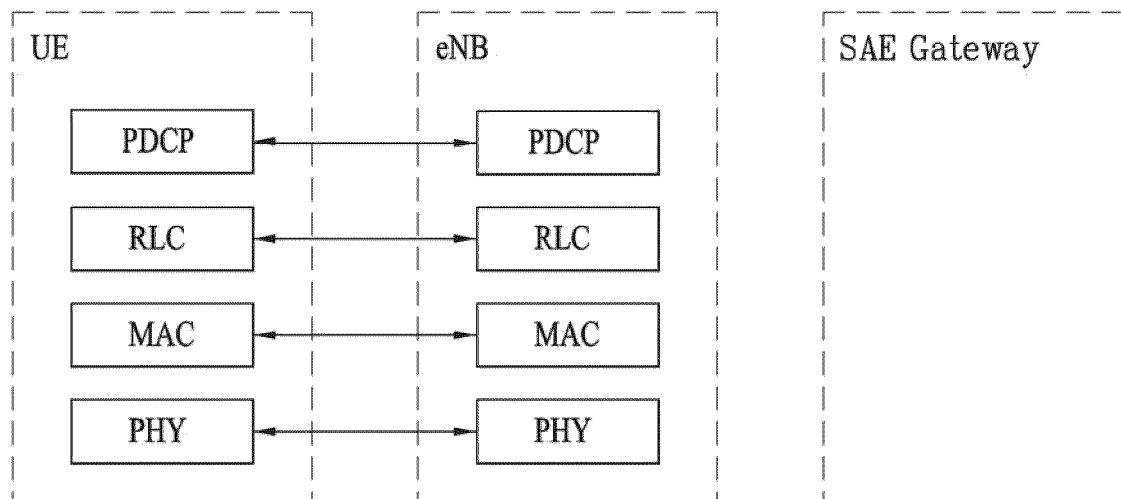 UE eNB SAE Gateway
PDCP PDCP
RLC RLC
MAC MAC
PHY PHY